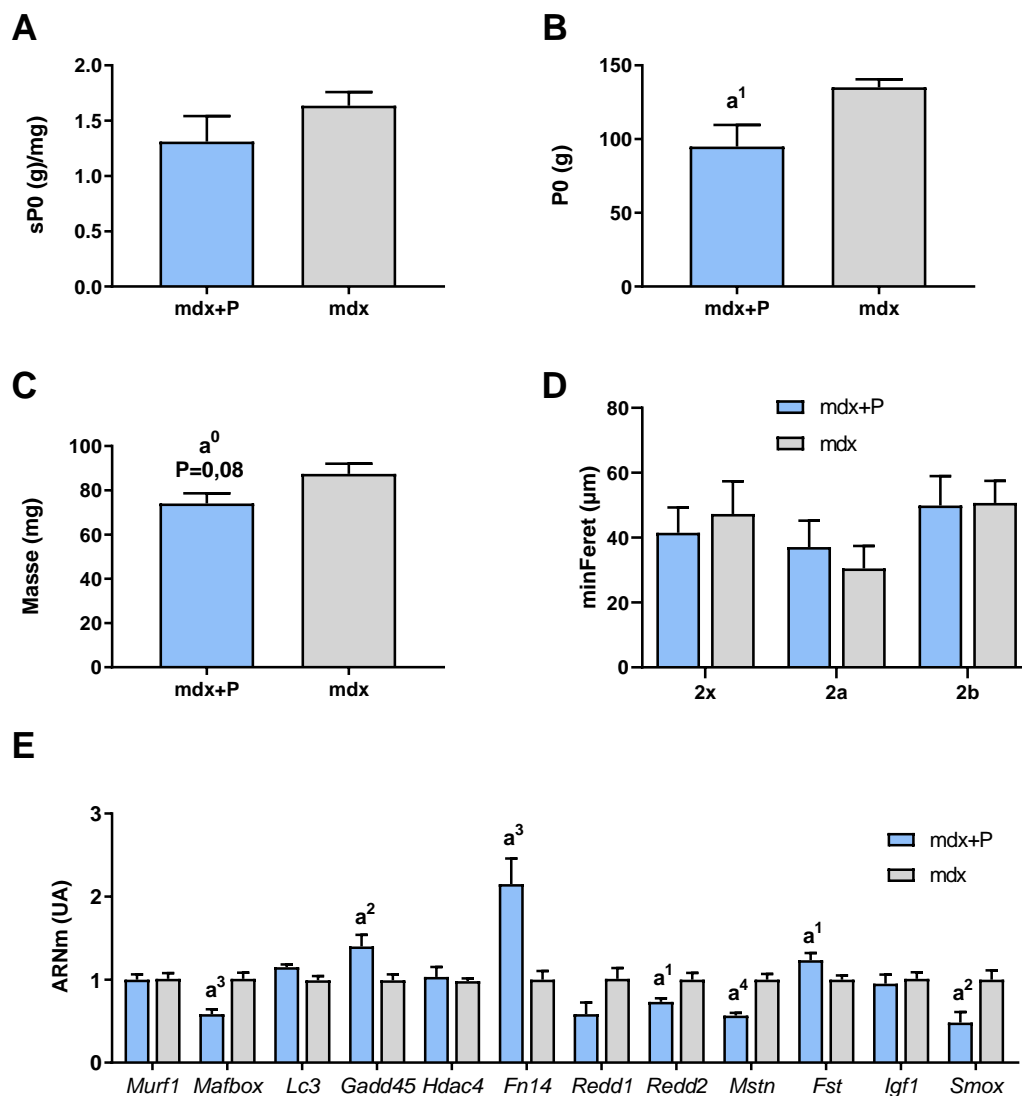 A
sP0 (g)/mg)
2.0
1.5
1.0
0.5
0.0
mdx+P mdx
B
P0 (g)
150
100
50
0
a¹
mdx+P mdx
C
Masse (mg)
100
80
60
40
20
0
a⁰
P=0,08
mdx+P mdx
D
minFeret (µm)
80
60
40
20
0
mdx+P
mdx
2x 2a 2b
E
ARNm (UA)
3
2
1
0
a³
a²
a³
a¹
a⁴
a¹
a²
mdx+P
mdx
Murf1 Mafbox Lc3 Gadd45 Hdac4 Fn14 Redd1 Redd2 Mstn Fst Igf1 Smox